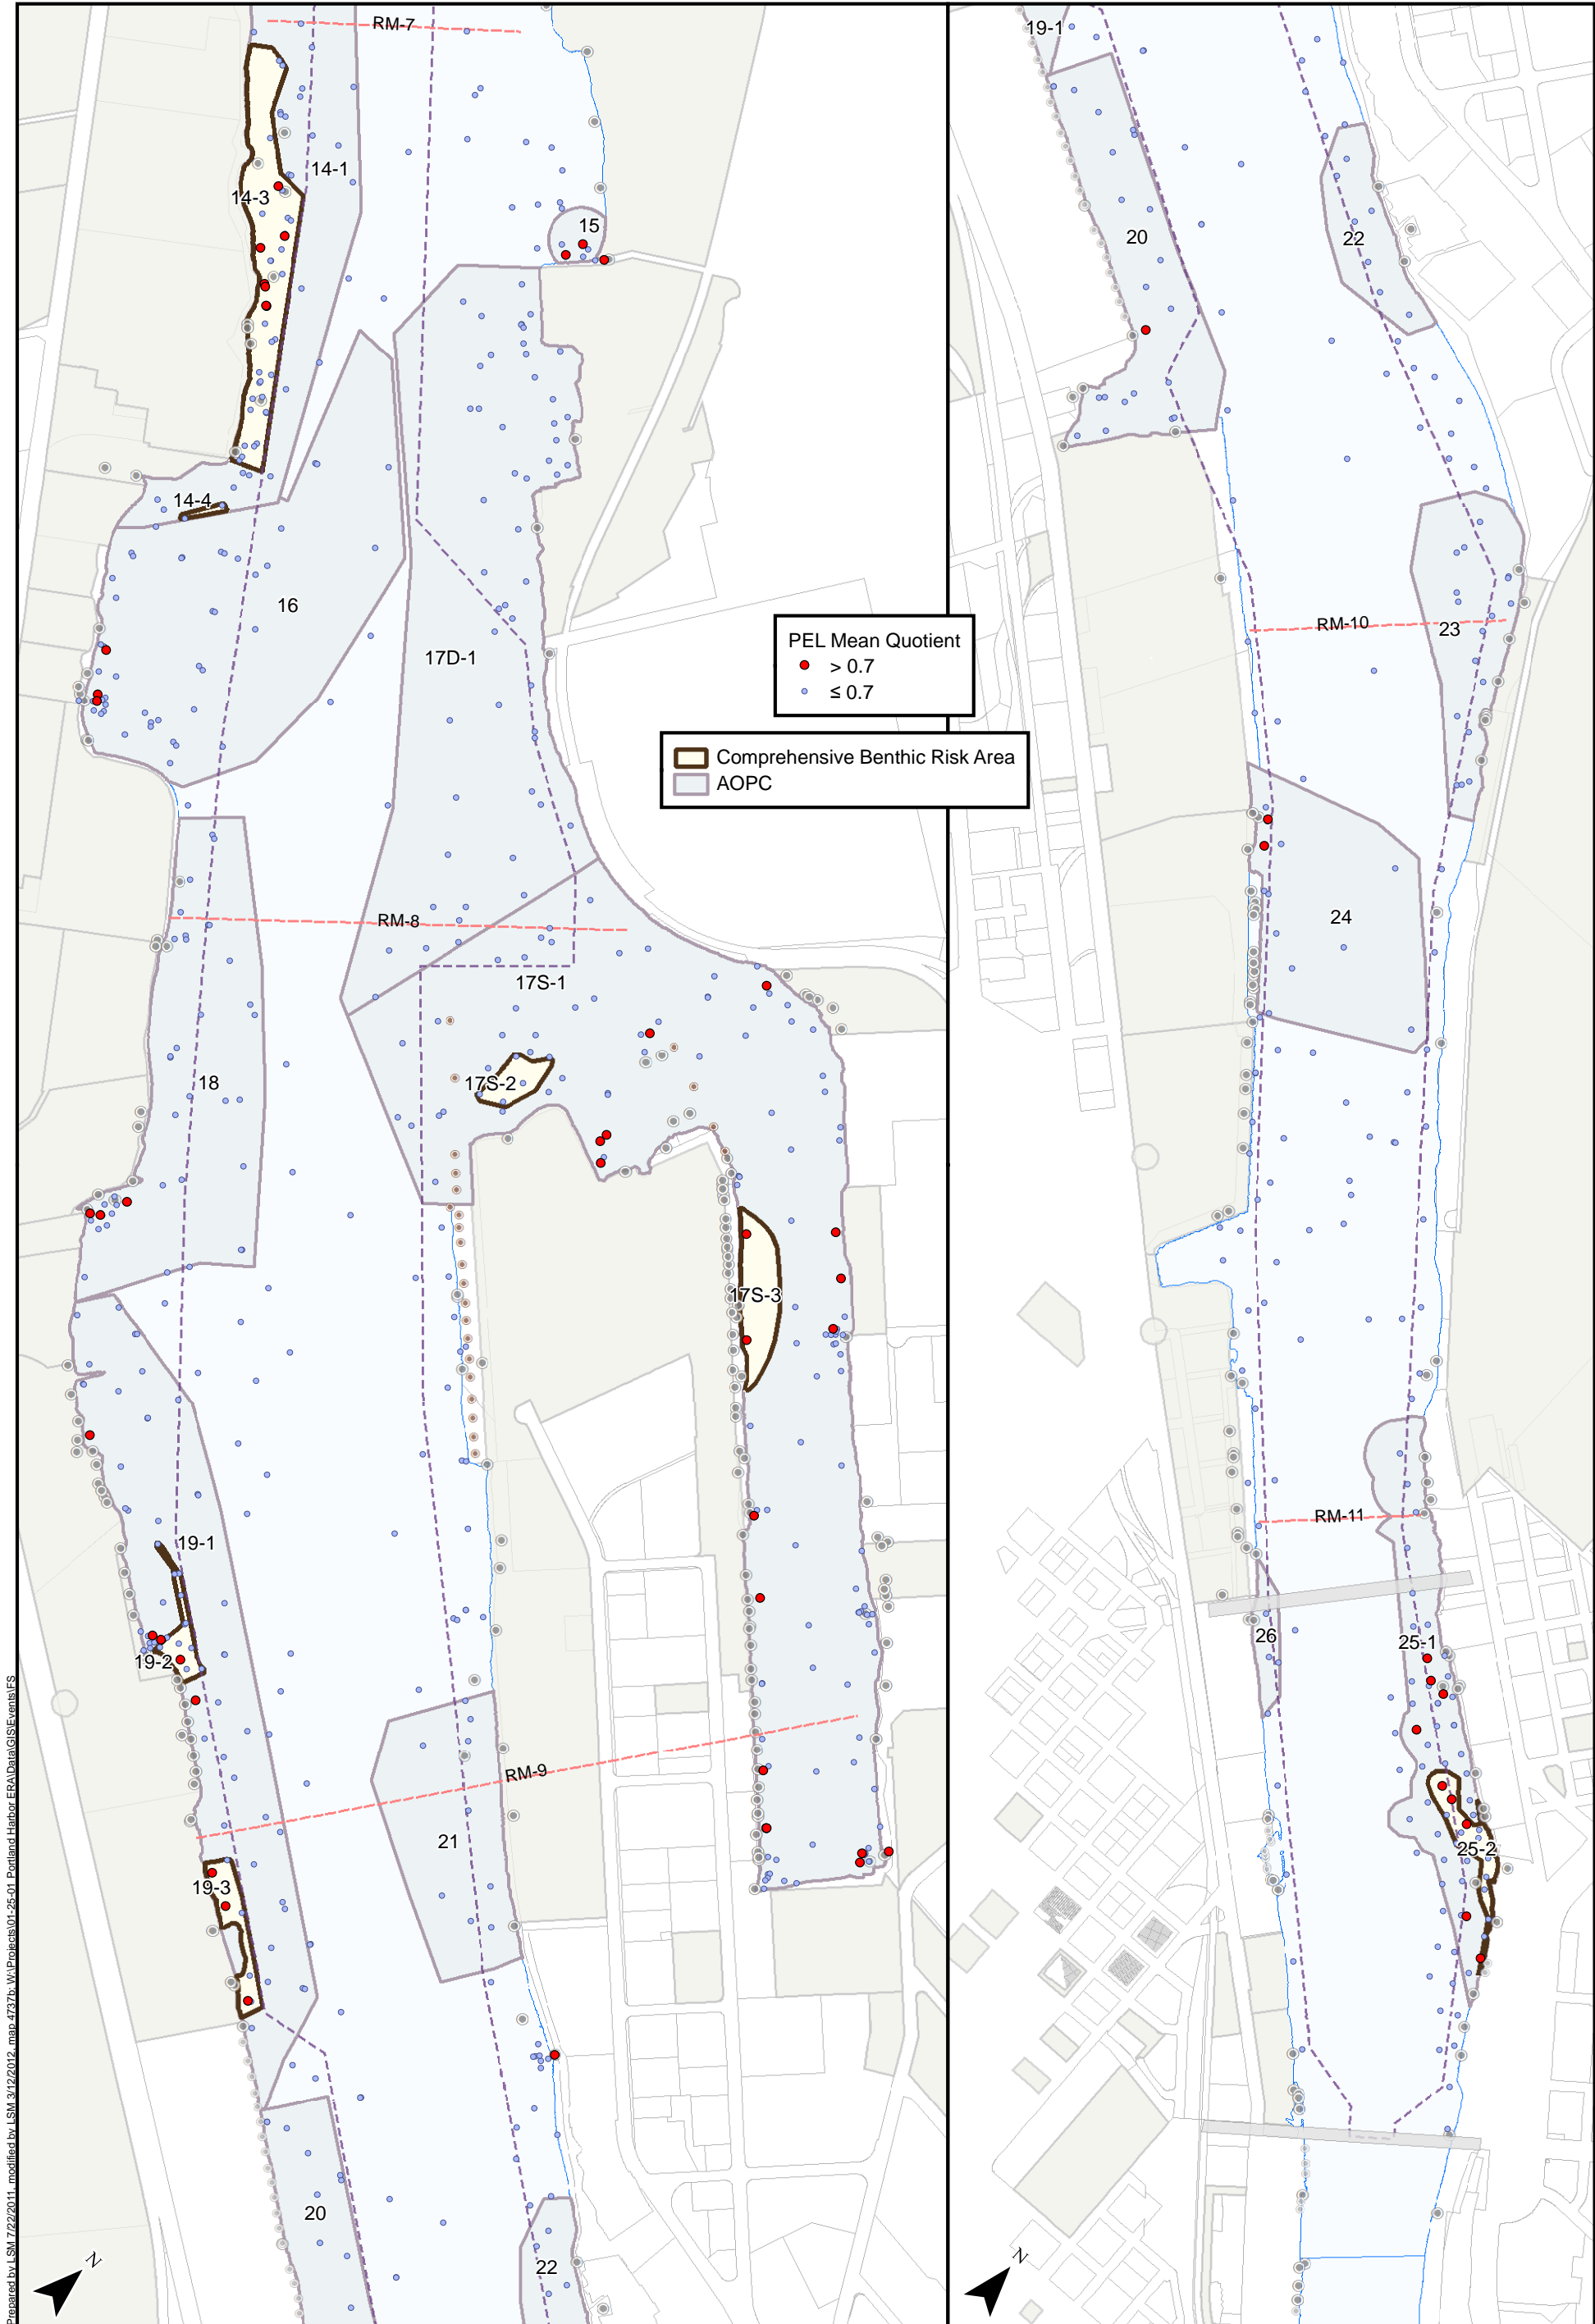 RM-7
14-1
14-3
15
14-4
16
17D-1
RM-8
17S-1
17S-2
18
17S-3
19-1
19-2
RM-9
21
19-3
20
22
N
PEL Mean Quotient
> 0.7
≤ 0.7
Comprehensive Benthic Risk Area
AOPC
19-1
20
22
RM-10
23
24
RM-11
26
25-1
25-2
N
Prepared by LSM 7/22/2011, modified by LSM 3/12/2012, map 4737b; W:\Projects\01-25-01 Portland Harbor ERA\Data\GIS\Events\FS